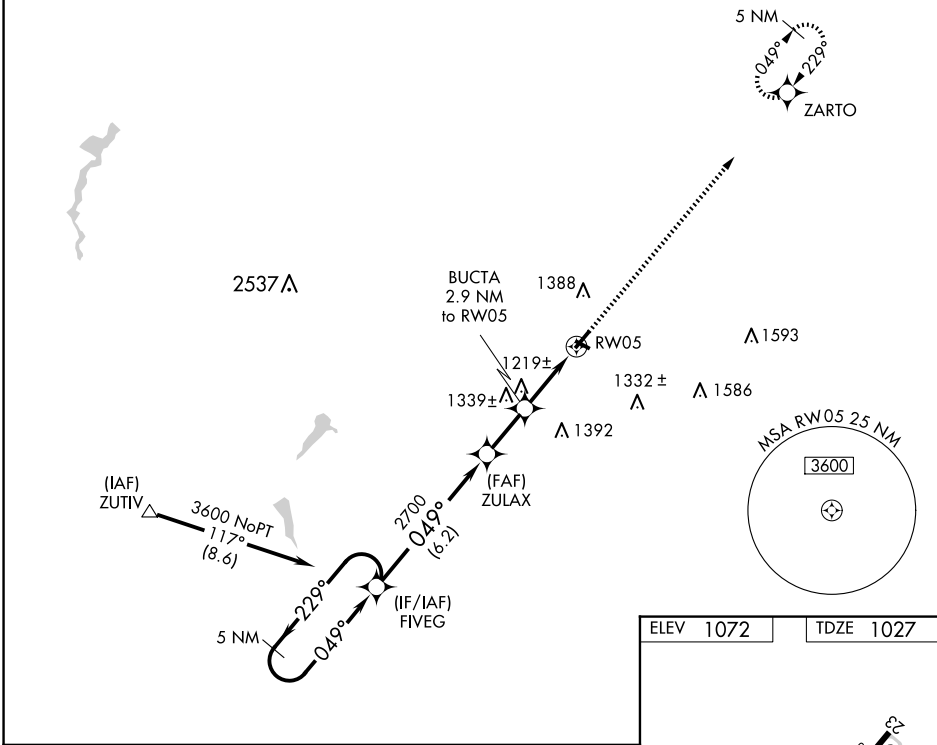 5 NM
049°
229°
ZARTO
2537
BUCTA
2.9 NM
to RW05
1388
RW05
1593
1219±
1339±
1332 ±
1586
1392
MSA RW05 25 NM
3600
(FAF)
ZULAX
(IAF)
ZUTIV
3600 NoPT
117°
(8.6)
2700
049°
(6.2)
229°
049°
5 NM
(IF/IAF)
FIVEG
ELEV 1072
TDZE 1027
23